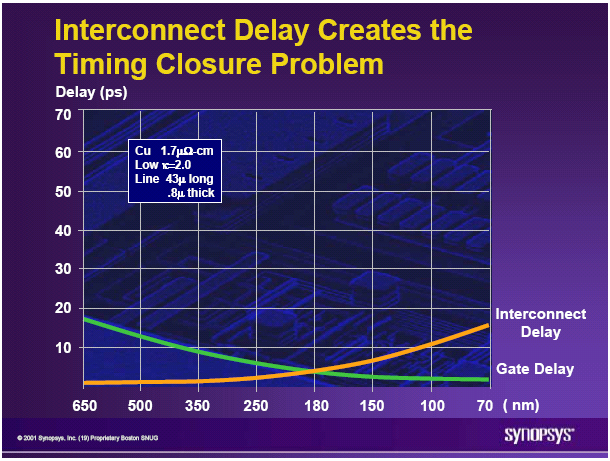 Interconnect Delay Creates the
Timing Closure Problem
Delay (ps)
70
60
50
40
30
20
10
Cu 1.7μΩ-cm
Low κ=2.0
Line 43μ long
.8μ thick
Interconnect
Delay
Gate Delay
650 500 350 250 180 150 100 70 ( nm)
© 2001 Synopsys, Inc. (19) Proprietary Boston SNUG
SYNOPSYS®